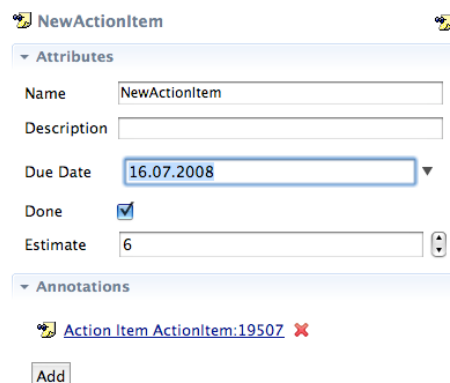 NewActionItem
Attributes
Name NewActionItem
Description
Due Date 16.07.2008
Done
Estimate 6
Annotations
Action Item ActionItem:19507
Add